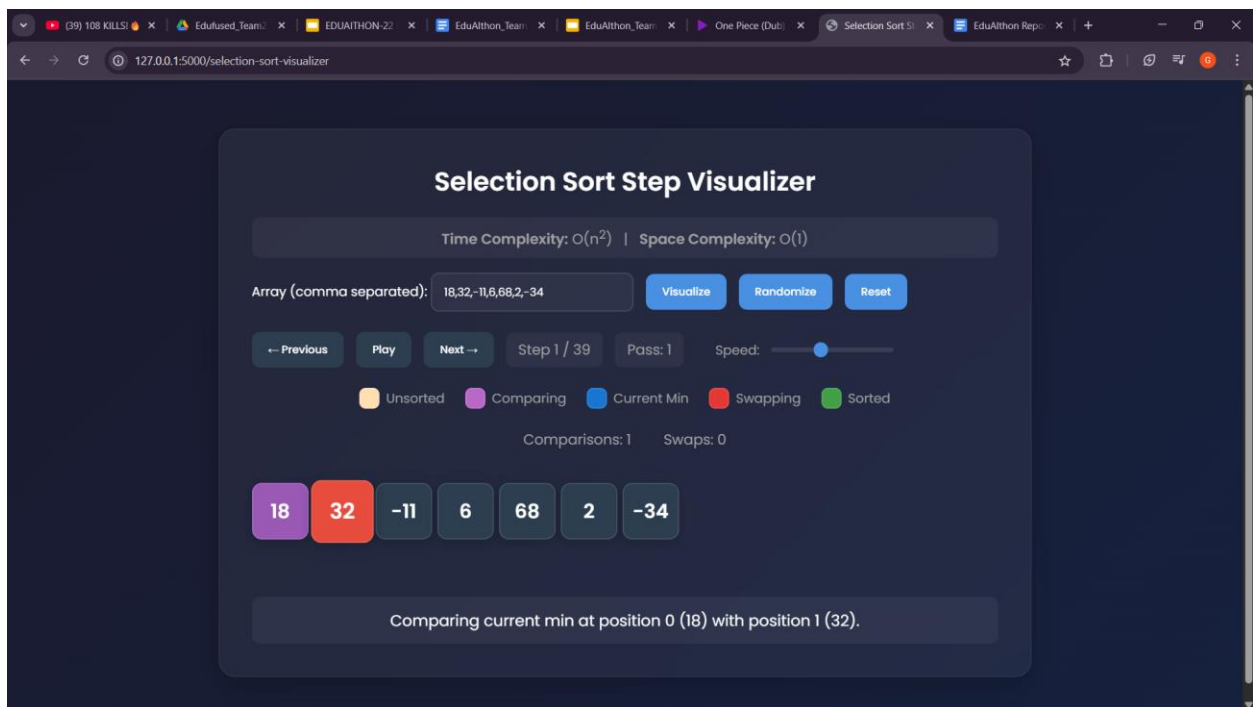 (39) 108 KILLS! Edufused_Team EDUAITHON-22 EduAIthon_Team EduAIthon_Team One Piece (Dub) Selection Sort St EduAIthon Repo
127.0.0.1:5000/selection-sort-visualizer G
Selection Sort Step Visualizer
Time Complexity: O(n²) | Space Complexity: O(1)
Array (comma separated): 18,32,-11,6,68,2,-34 Visualize Randomize Reset
← Previous Play Next → Step 1 / 39 Pass: 1 Speed:
Unsorted Comparing Current Min Swapping Sorted
Comparisons: 1 Swaps: 0
18 32 -11 6 68 2 -34
Comparing current min at position 0 (18) with position 1 (32).